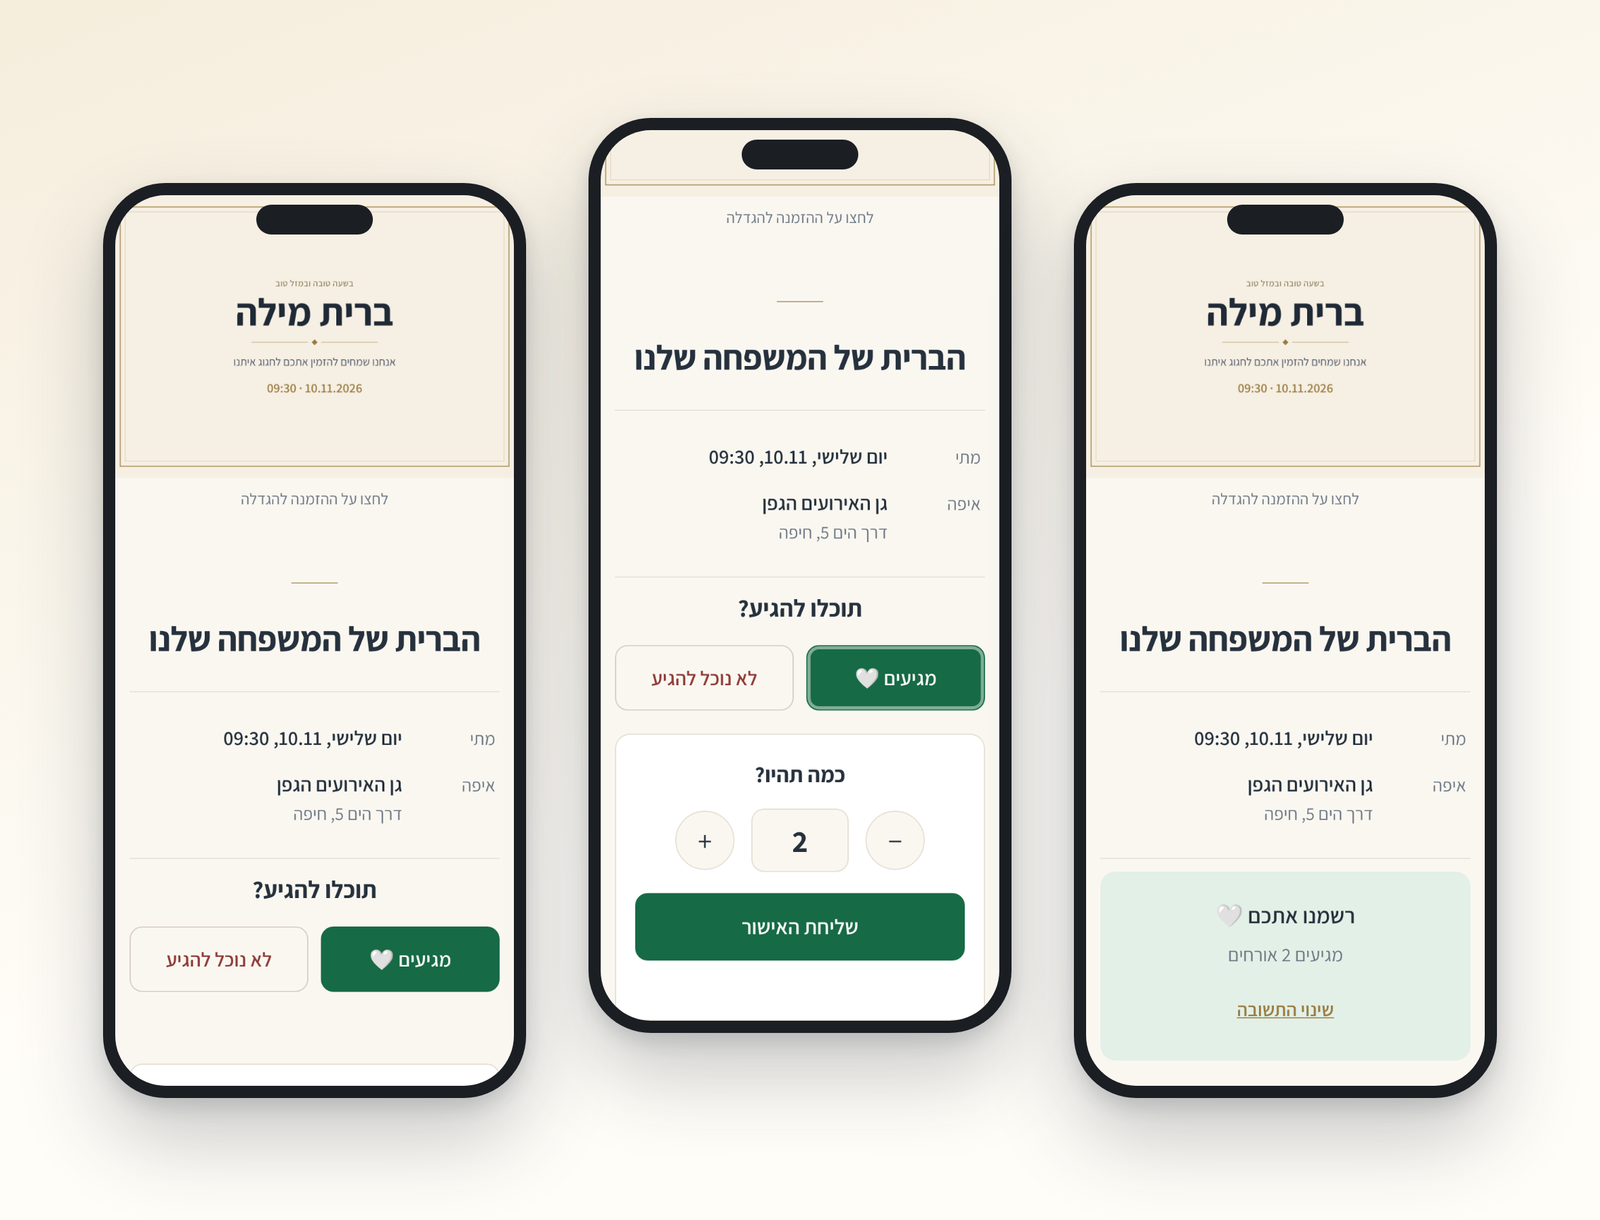 בשעה טובה ובמזל טוב
ברית מילה
אנחנו שמחים להזמין אתכם לחגוג איתנו
10.11.2026 · 09:30
לחצו על ההזמנה להגדלה
הברית של המשפחה שלנו
מתי
יום שלישי, 10.11, 09:30
איפה
גן האירועים הגפן
דרך הים 5, חיפה
תוכלו להגיע?
מגיעים 🤍
לא נוכל להגיע
לחצו על ההזמנה להגדלה
הברית של המשפחה שלנו
מתי
יום שלישי, 10.11, 09:30
איפה
גן האירועים הגפן
דרך הים 5, חיפה
תוכלו להגיע?
מגיעים 🤍
לא נוכל להגיע
כמה תהיו?
− 2 +
שליחת האישור
בשעה טובה ובמזל טוב
ברית מילה
אנחנו שמחים להזמין אתכם לחגוג איתנו
10.11.2026 · 09:30
לחצו על ההזמנה להגדלה
הברית של המשפחה שלנו
מתי
יום שלישי, 10.11, 09:30
איפה
גן האירועים הגפן
דרך הים 5, חיפה
רשמנו אתכם 🤍
מגיעים 2 אורחים
שינוי התשובה